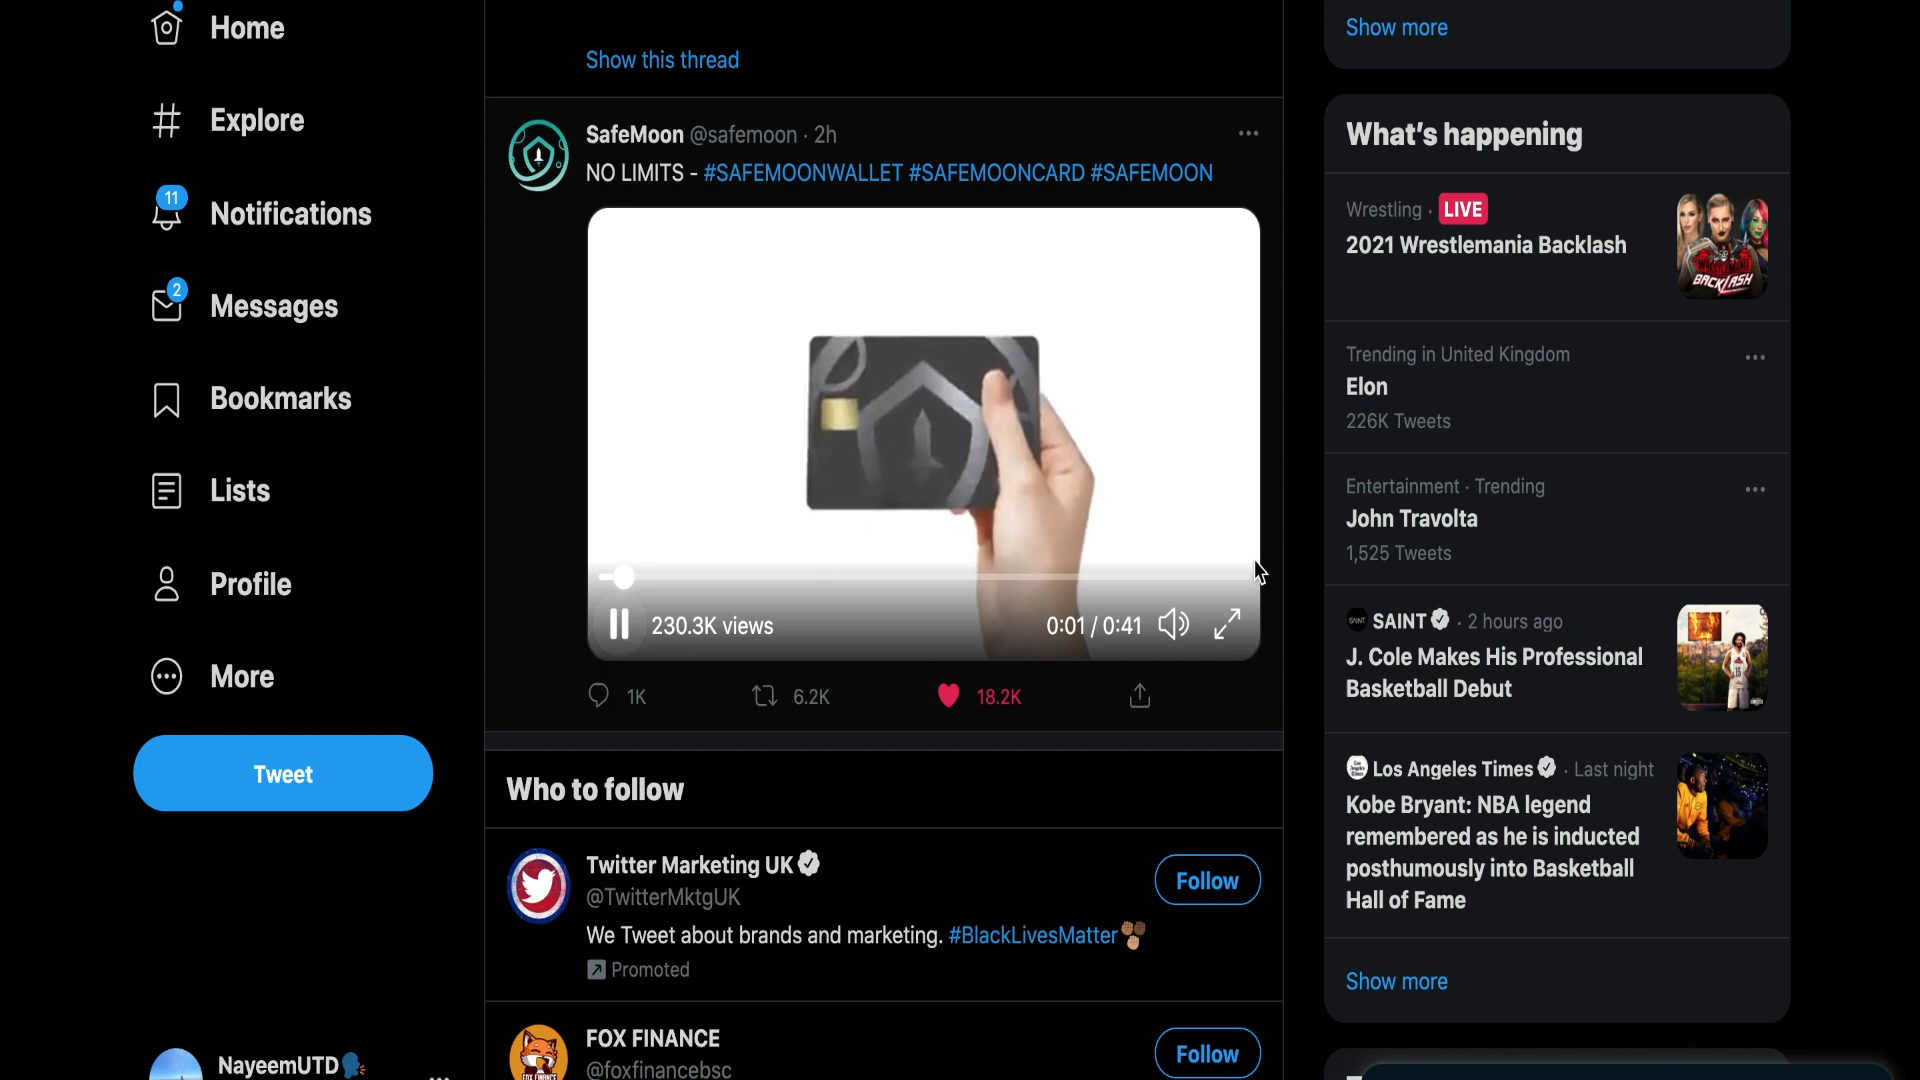 Home
Explore
11
Notifications
2
Messages
Bookmarks
Lists
Profile
More
Tweet
NayeemUTD
Show this thread
SafeMoon @safemoon · 2h
NO LIMITS - #SAFEMOONWALLET #SAFEMOONCARD #SAFEMOON
230.3K views
0:01 / 0:41
1K
6.2K
18.2K
Who to follow
Twitter Marketing UK
@TwitterMktgUK
Follow
We Tweet about brands and marketing. #BlackLivesMatter
Promoted
FOX FINANCE
@foxfinancebsc
Follow
Show more
What's happening
Wrestling · LIVE
2021 Wrestlemania Backlash
BACKLASH
Trending in United Kingdom
Elon
226K Tweets
Entertainment · Trending
John Travolta
1,525 Tweets
SAINT · 2 hours ago
J. Cole Makes His Professional
Basketball Debut
Los Angeles Times · Last night
Kobe Bryant: NBA legend
remembered as he is inducted
posthumously into Basketball
Hall of Fame
Show more